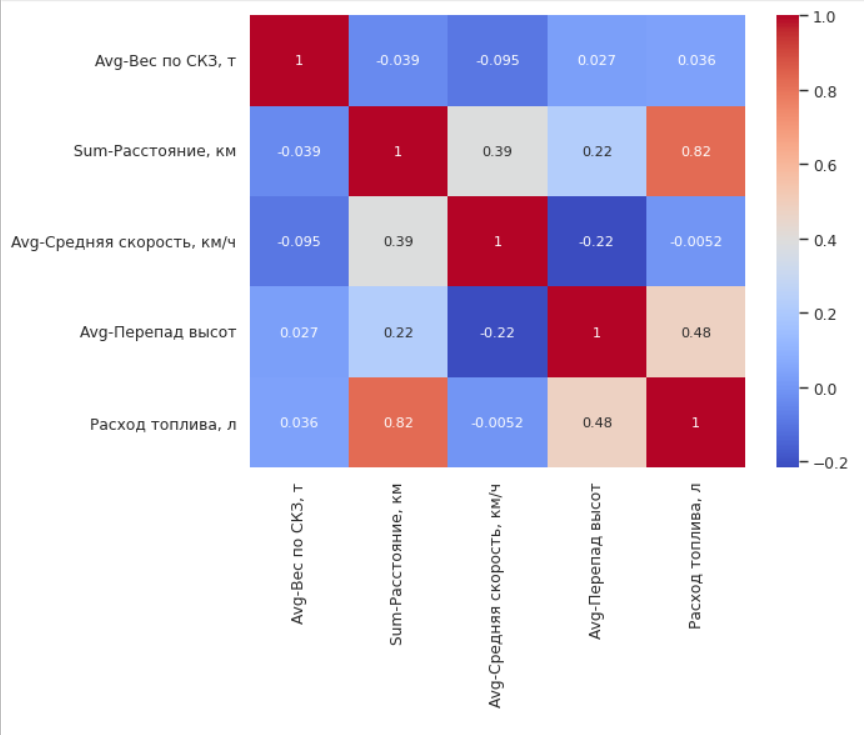 Avg-Вес по СКЗ, т 1 -0.039 -0.095 0.027 0.036
Sum-Расстояние, км -0.039 1 0.39 0.22 0.82
Avg-Средняя скорость, км/ч -0.095 0.39 1 -0.22 -0.0052
Avg-Перепад высот 0.027 0.22 -0.22 1 0.48
Расход топлива, л 0.036 0.82 -0.0052 0.48 1
Avg-Вес по СКЗ, т
Sum-Расстояние, км
Avg-Средняя скорость, км/ч
Avg-Перепад высот
Расход топлива, л
1.0
0.8
0.6
0.4
0.2
0.0
−0.2